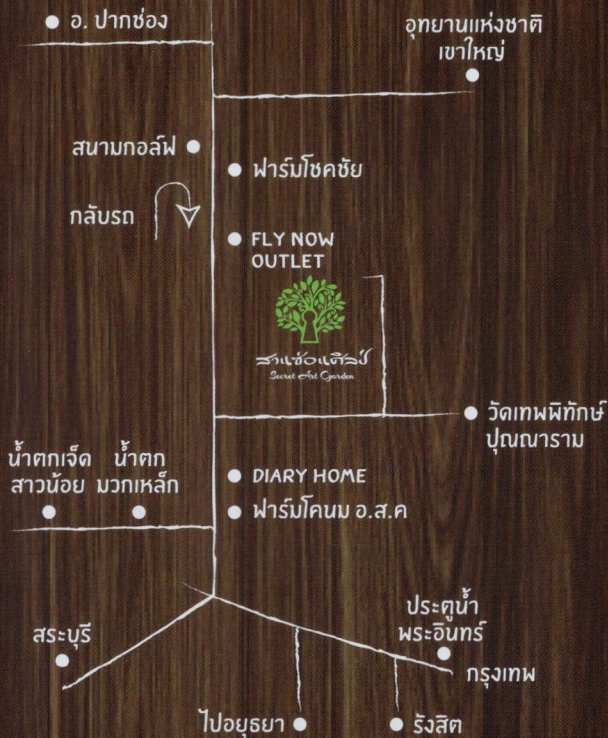 อ. ปากช่อง
อุทยานแห่งชาติ
เขาใหญ่
สนามกอล์ฟ
ฟาร์มโชคชัย
กลับรถ
FLY NOW
OUTLET
Secret Art Garden
วัดเทพพิทักษ์
ปุณณาราม
น้ำตกเจ็ด
สาวน้อย
น้ำตก
มวกเหล็ก
DIARY HOME
ฟาร์มโคนม อ.ส.ค
สระบุรี
ประตูน้ำ
พระอินทร์
กรุงเทพ
ไปอยุธยา
รังสิต